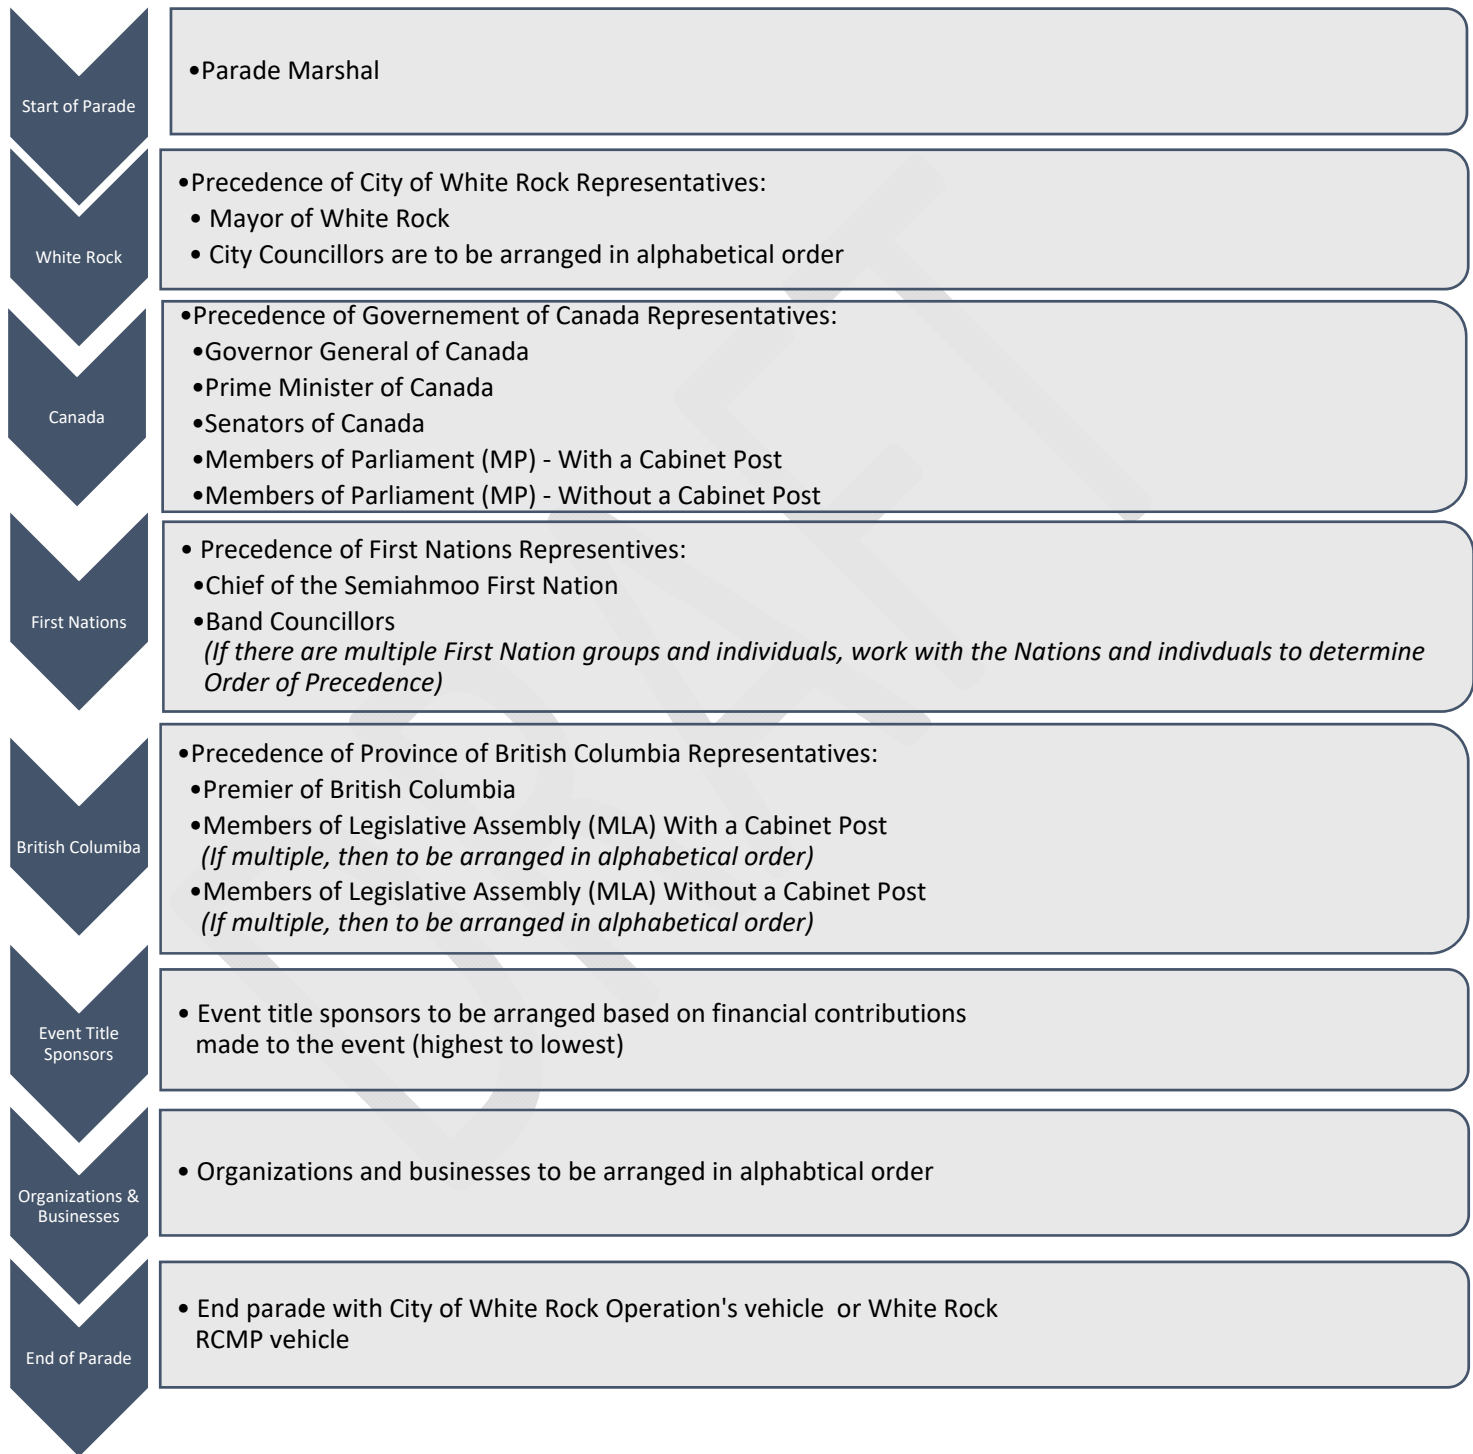 Start of Parade
•Parade Marshal
White Rock
•Precedence of City of White Rock Representatives:
• Mayor of White Rock
• City Councillors are to be arranged in alphabetical order
Canada
•Precedence of Governement of Canada Representatives:
•Governor General of Canada
•Prime Minister of Canada
•Senators of Canada
•Members of Parliament (MP) - With a Cabinet Post
•Members of Parliament (MP) - Without a Cabinet Post
First Nations
• Precedence of First Nations Representives:
•Chief of the Semiahmoo First Nation
•Band Councillors
(If there are multiple First Nation groups and individuals, work with the Nations and indivduals to determine
Order of Precedence)
British Columiba
•Precedence of Province of British Columbia Representatives:
•Premier of British Columbia
•Members of Legislative Assembly (MLA) With a Cabinet Post
(If multiple, then to be arranged in alphabetical order)
•Members of Legislative Assembly (MLA) Without a Cabinet Post
(If multiple, then to be arranged in alphabetical order)
Event Title
Sponsors
• Event title sponsors to be arranged based on financial contributions
made to the event (highest to lowest)
Organizations &
Businesses
• Organizations and businesses to be arranged in alphabtical order
End of Parade
• End parade with City of White Rock Operation's vehicle  or White Rock
RCMP vehicle
DRAFT